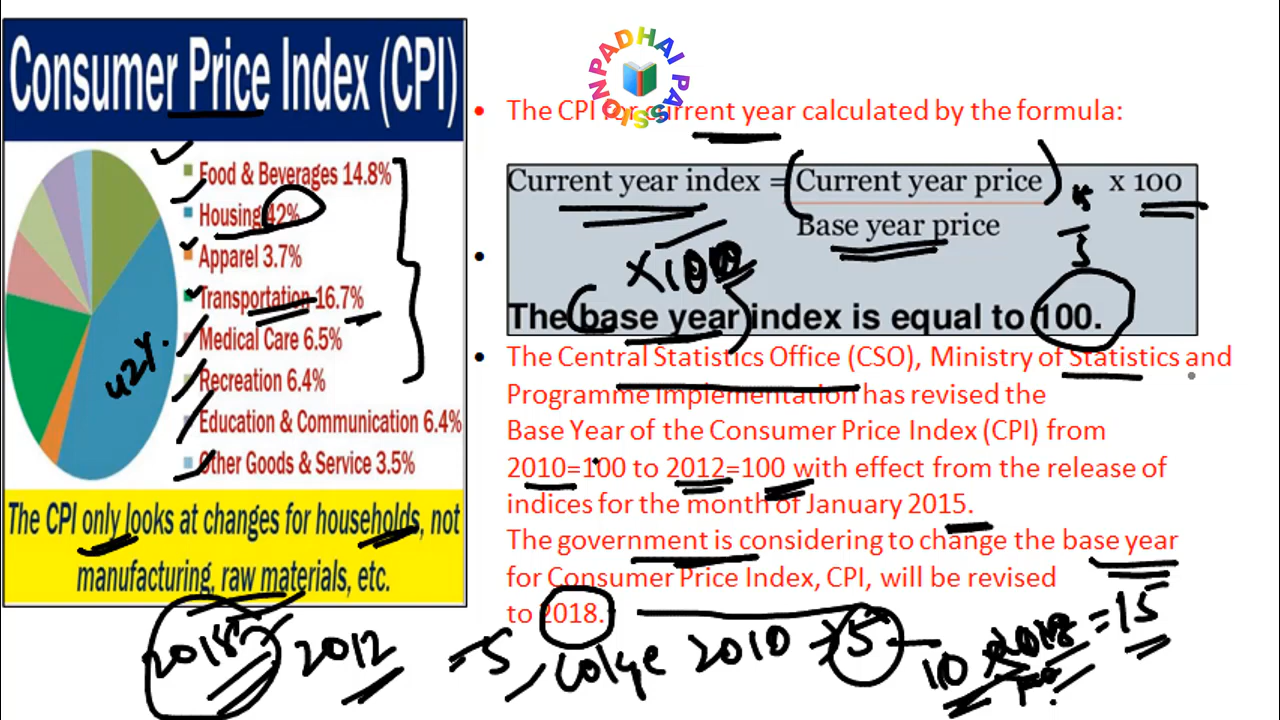 Consumer Price Index (CPI)
Food & Beverages 14.8%
Housing 42%
Apparel 3.7%
Transportation 16.7%
Medical Care 6.5%
Recreation 6.4%
Education & Communication 6.4%
Other Goods & Service 3.5%
42%.
The CPI only looks at changes for households, not
manufacturing, raw materials, etc.
PADHAI PASSION
• The CPI for current year calculated by the formula:
Current year index = Current year price x 100
Base year price
5
×100
The base year index is equal to 100.
• The Central Statistics Office (CSO), Ministry of Statistics and
Programme Implementation has revised the
Base Year of the Consumer Price Index (CPI) from
2010=100 to 2012=100 with effect from the release of
indices for the month of January 2015.
The government is considering to change the base year
for Consumer Price Index, CPI, will be revised
to 2018.
2018 2012 =5, 2010 5 10 2018 =15